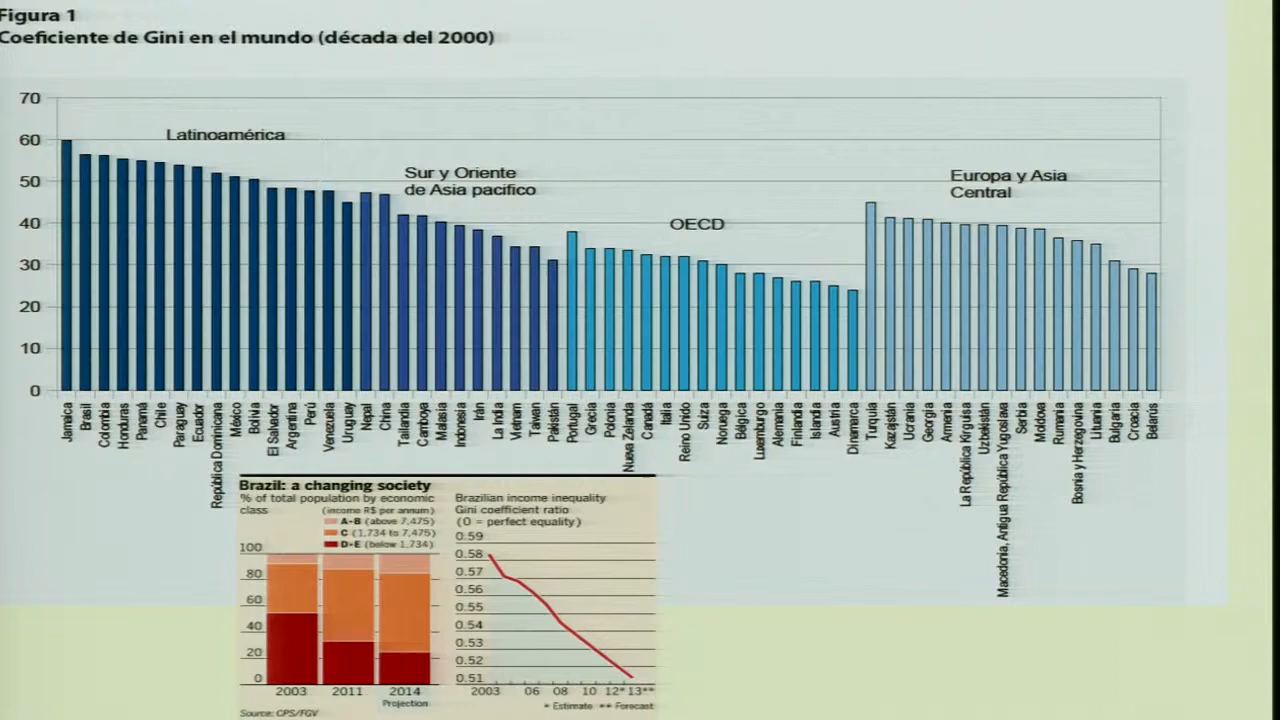 Figura 1
Coeficiente de Gini en el mundo (década del 2000)
70
60
50
40
30
20
10
0
Latinoamérica
Sur y Oriente
de Asia pacifico
OECD
Europa y Asia
Central
Jamaica
Brasil
Colombia
Honduras
Panamá
Chile
Paraguay
Ecuador
República Dominicana
México
Bolivia
El Salvador
Argentina
Perú
Venezuela
Uruguay
Nepal
China
Tailandia
Camboya
Malasia
Indonesia
Irán
La India
Vietnam
Taiwan
Pakistán
Portugal
Grecia
Polonia
Nueva Zelanda
Canadá
Italia
Reino Unido
Suiza
Noruega
Bélgica
Luxemburgo
Alemania
Finlandia
Islandia
Austria
Dinamarca
Turquía
Kazajstán
Ucrania
Georgia
Armenia
La República Kirguisa
Uzbekistán
Macedonia, Antigua República Yugoslava
Serbia
Moldova
Rumania
Bosnia y Herzegovina
Lituania
Bulgaria
Croacia
Belarús
Brazil: a changing society
% of total population by economic
class
(income R$ per annum)
A-B (above 7,475)
C (1,734 to 7,475)
D-E (below 1,734)
100
80
60
40
20
0
2003
2011
2014
Projection
Source: CPS/FGV
Brazilian income inequality
Gini coefficient ratio
(0 = perfect equality)
0.59
0.58
0.57
0.56
0.55
0.54
0.53
0.52
0.51
2003 06 08 10 12* 13**
* Estimate ** Forecast